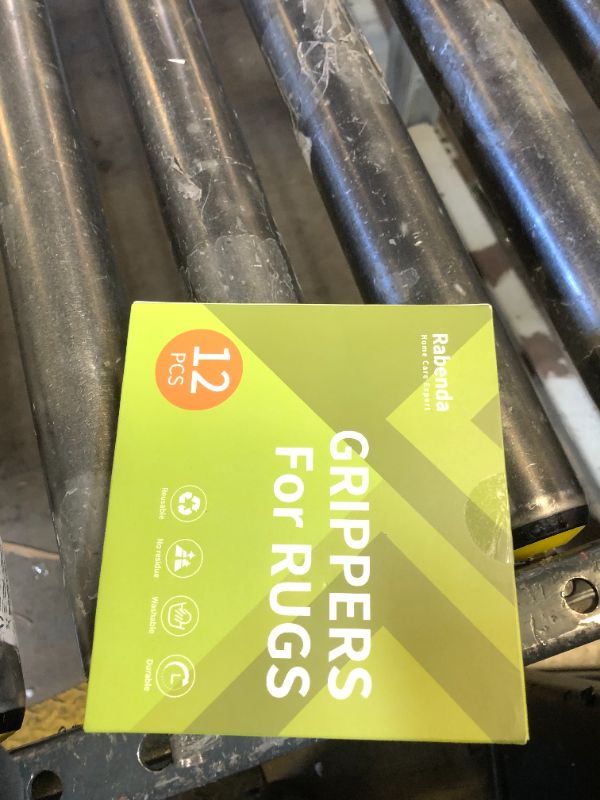 Rabenda
Home Care Expert
GRIPPERS
For RUGS
12
PCS
Reusable
No residue
Washable
Durable